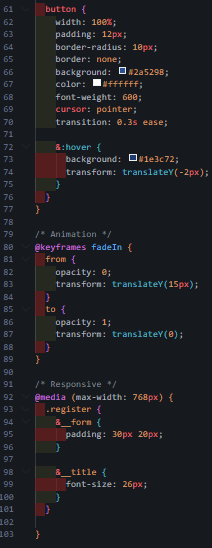 61 button {
62 width: 100%;
63 padding: 12px;
64 border-radius: 10px;
65 border: none;
66 background: #2a5298;
67 color: #ffffff;
68 font-weight: 600;
69 cursor: pointer;
70 transition: 0.3s ease;
71
72 &:hover {
73 background: #1e3c72;
74 transform: translateY(-2px);
75 }
76 }
77 }
78
79 /* Animation */
80 @keyframes fadeIn {
81 from {
82 opacity: 0;
83 transform: translateY(15px);
84 }
85 to {
86 opacity: 1;
87 transform: translateY(0);
88 }
89 }
90
91 /* Responsive */
92 @media (max-width: 768px) {
93 .register {
94 &__form {
95 padding: 30px 20px;
96 }
97
98 &__title {
99 font-size: 26px;
100 }
101 }
102
103 }